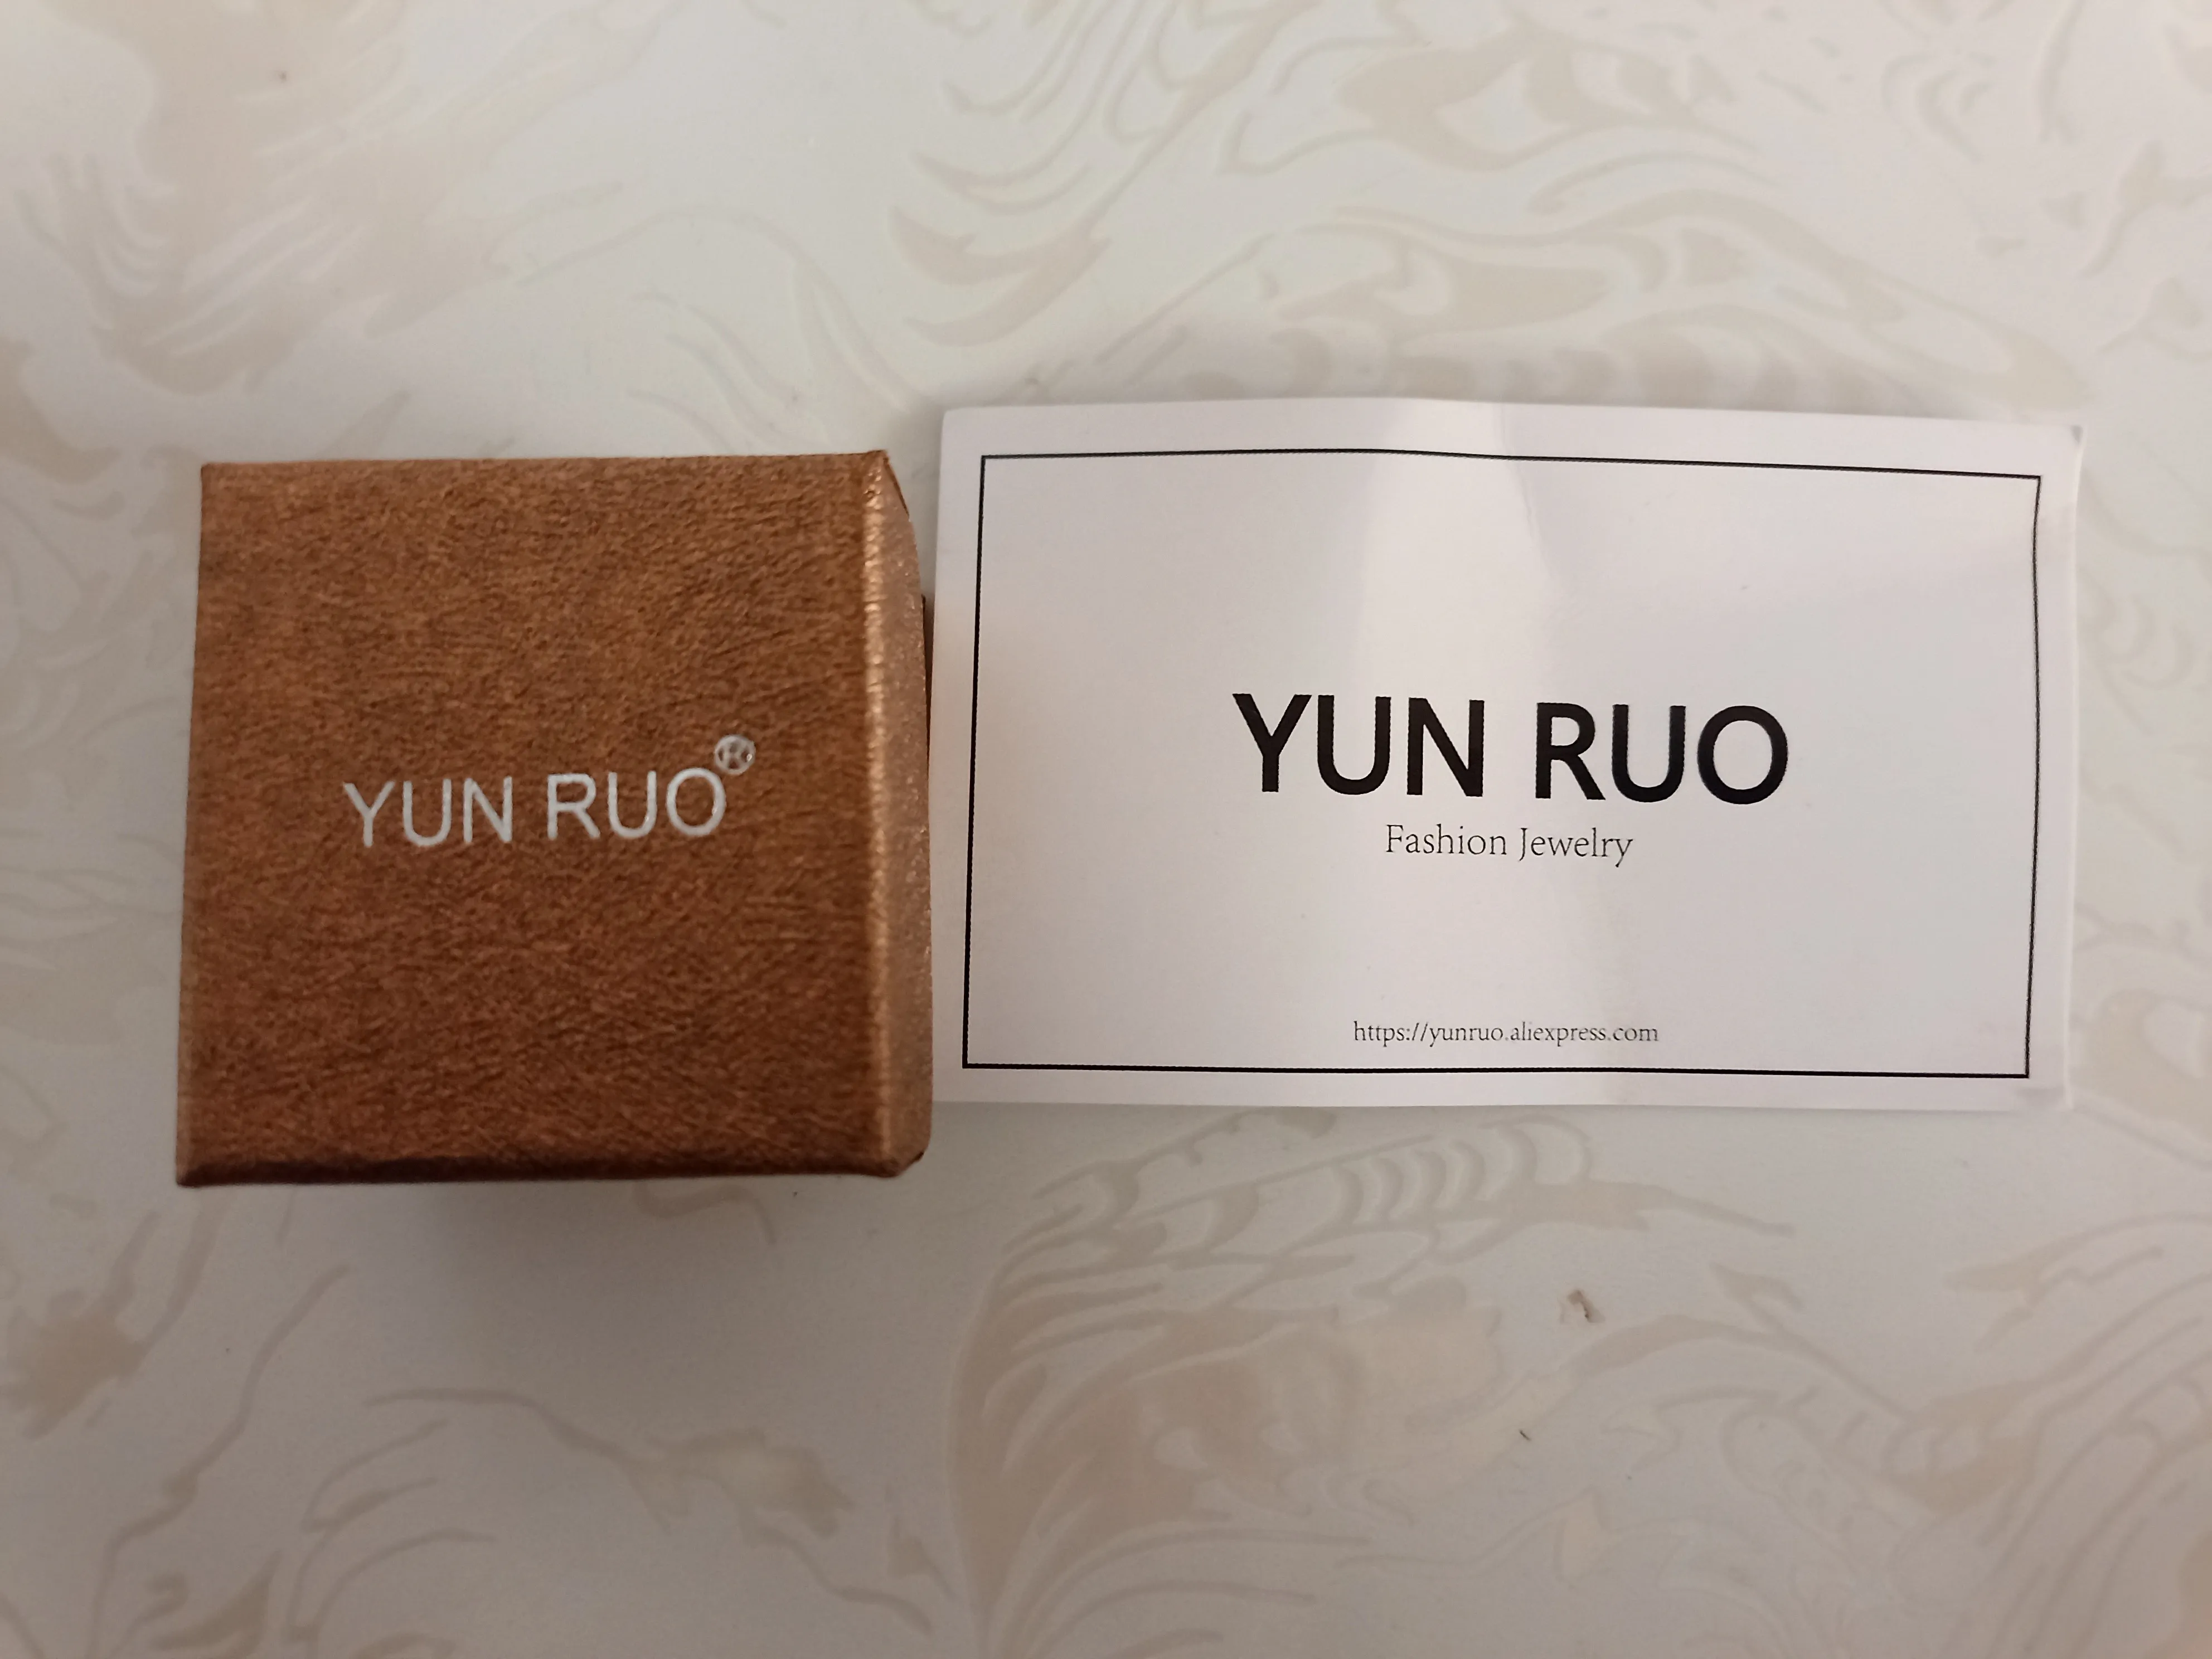 YUN RUO®
YUN RUO
Fashion Jewelry
https://yunruo.aliexpress.com